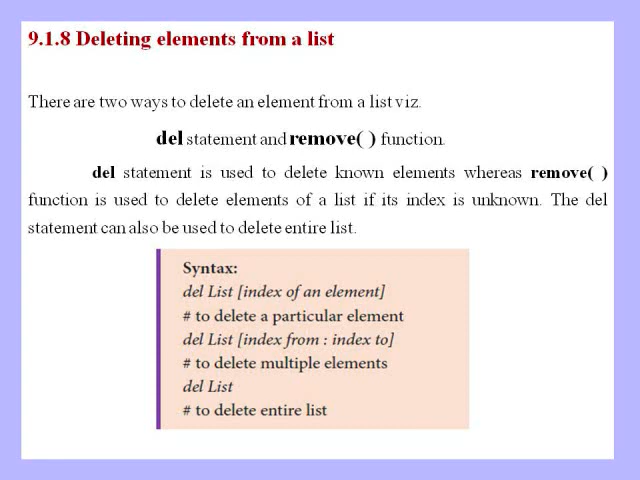 9.1.8 Deleting elements from a list
There are two ways to delete an element from a list viz.
del statement and remove( ) function.
del statement is used to delete known elements whereas remove( )
function is used to delete elements of a list if its index is unknown. The del
statement can also be used to delete entire list.
Syntax:
del List [index of an element]
# to delete a particular element
del List [index from : index to]
# to delete multiple elements
del List
# to delete entire list